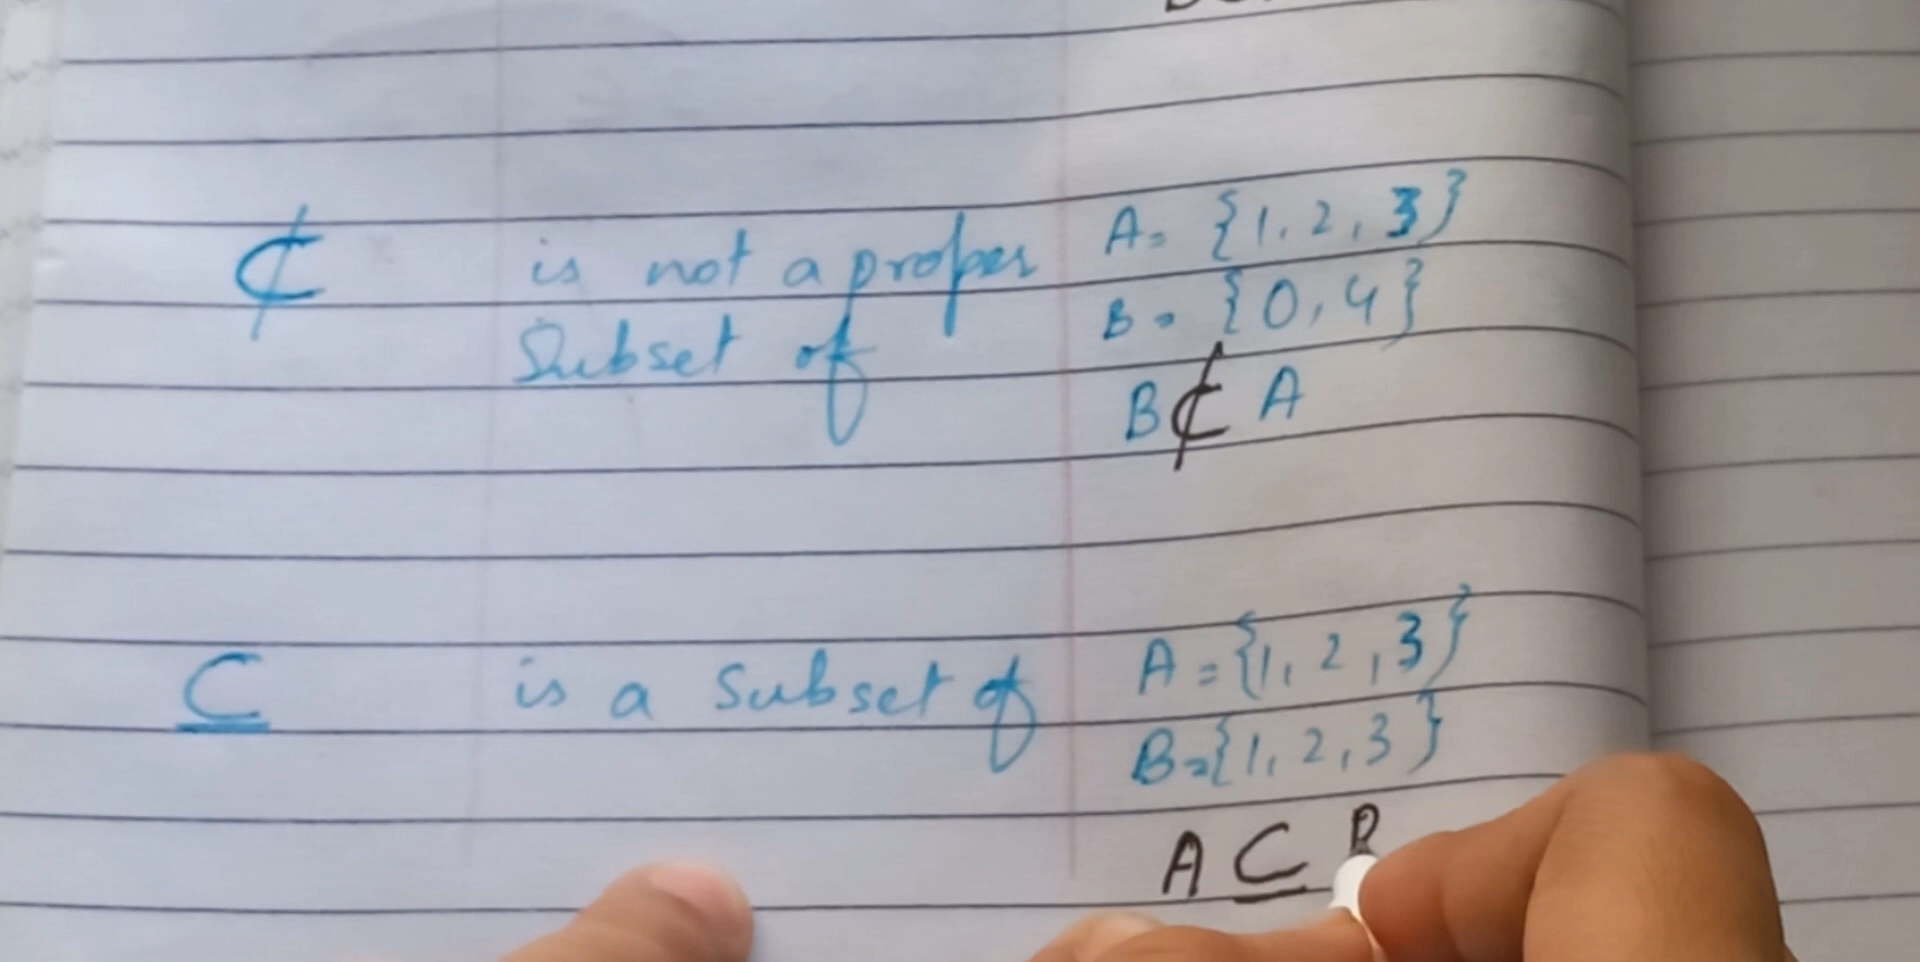 ⊄ is not a proper A = {1, 2, 3}
Subset of B = {0, 4}
B ⊄ A
⊆ is a subset of A = {1, 2, 3}
B = {1, 2, 3}
A ⊆ B